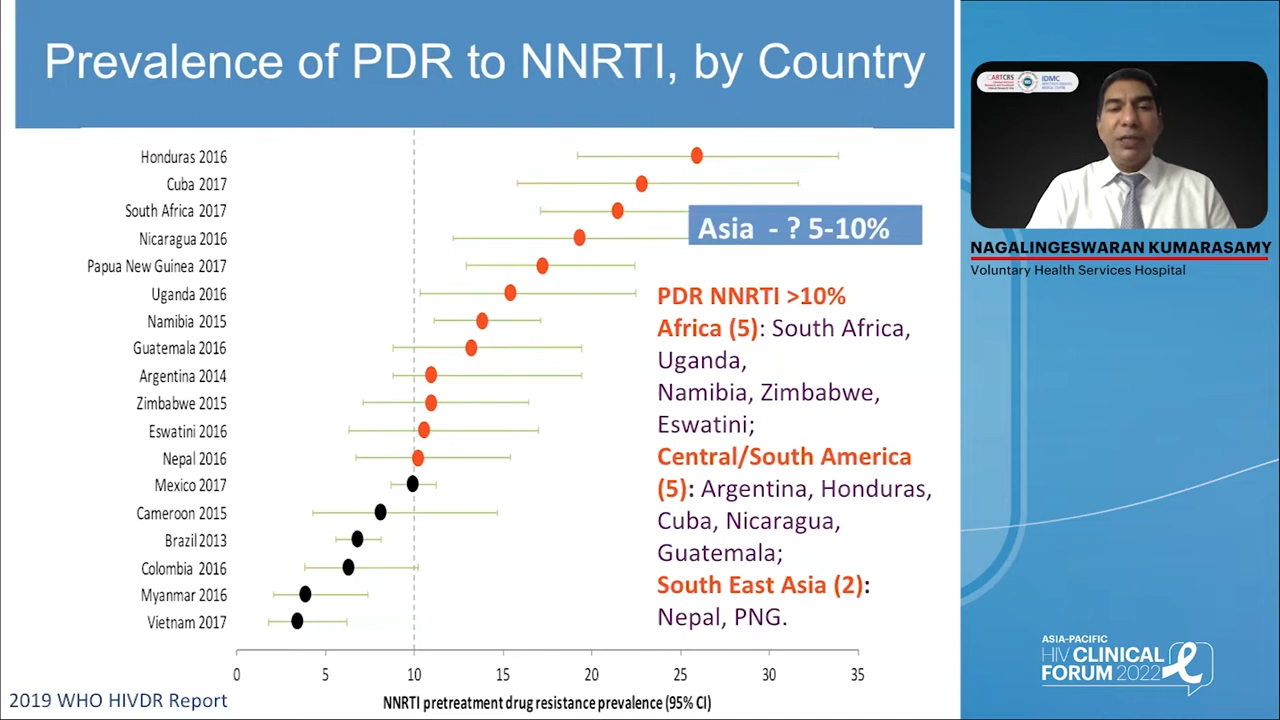 Prevalence of PDR to NNRTI, by Country
Honduras 2016
Cuba 2017
South Africa 2017
Nicaragua 2016
Papua New Guinea 2017
Uganda 2016
Namibia 2015
Guatemala 2016
Argentina 2014
Zimbabwe 2015
Eswatini 2016
Nepal 2016
Mexico 2017
Cameroon 2015
Brazil 2013
Colombia 2016
Myanmar 2016
Vietnam 2017
0 5 10 15 20 25 30 35
NNRTI pretreatment drug resistance prevalence (95% CI)
2019 WHO HIVDR Report
Asia - ? 5-10%
PDR NNRTI >10%
Africa (5): South Africa,
Uganda,
Namibia, Zimbabwe,
Eswatini;
Central/South America
(5): Argentina, Honduras,
Cuba, Nicaragua,
Guatemala;
South East Asia (2):
Nepal, PNG.
CARTCRS
IDMC
NAGALINGESWARAN KUMARASAMY
Voluntary Health Services Hospital
ASIA-PACIFIC
HIV CLINICAL
FORUM 2022